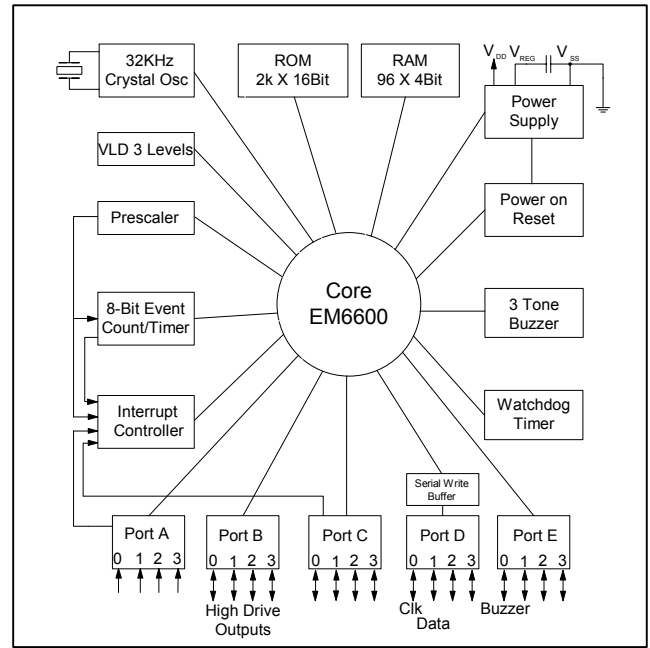 32KHz
Crystal Osc
ROM
2k X 16Bit
RAM
96 X 4Bit
VDD VREG VSS
Power
Supply
VLD 3 Levels
Prescaler
Power on
Reset
Core
EM6600
8-Bit Event
Count/Timer
3 Tone
Buzzer
Interrupt
Controller
Watchdog
Timer
Serial Write
Buffer
Port A
0 1 2 3
Port B
0 1 2 3
High Drive
Outputs
Port C
0 1 2 3
Port D
0 1 2 3
Clk
Data
Port E
0 1 2 3
Buzzer